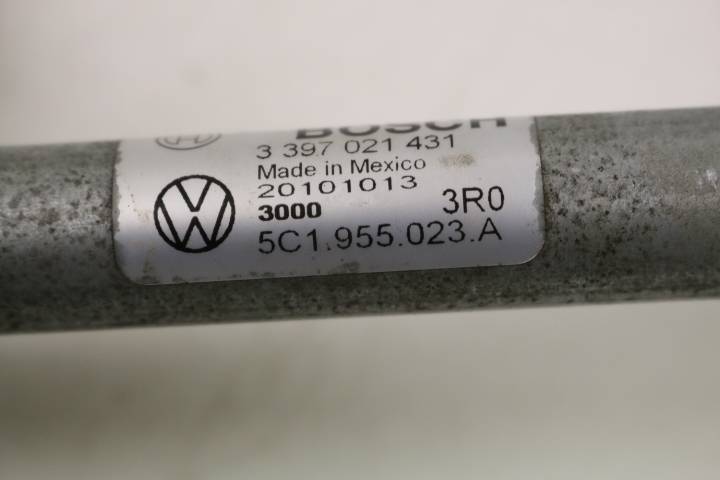 BOSCH
3 397 021 431
Made in Mexico
20101013
3000 3R0
5C1.955.023.A